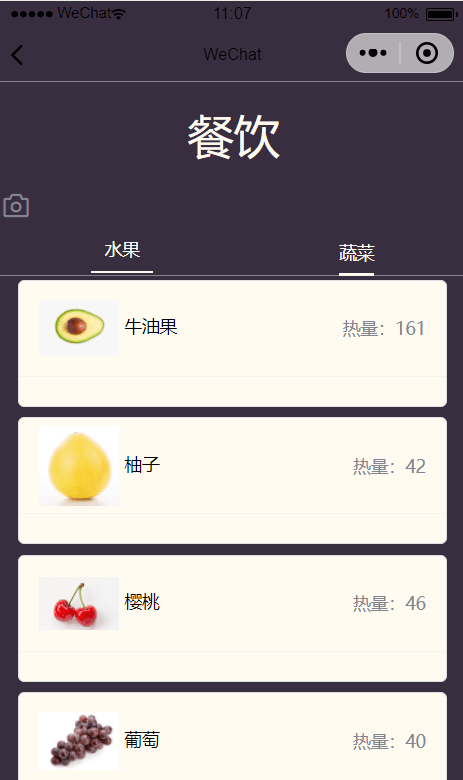 WeChat 11:07 100%
WeChat
餐饮
水果 蔬菜
牛油果 热量：161
柚子 热量：42
樱桃 热量：46
葡萄 热量：40